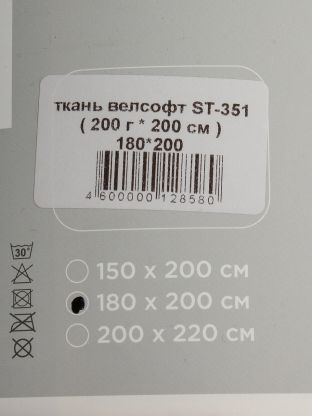 ткань велсофт ST-351
( 200 г * 200 см )
180*200
4 600000 128580
30°
150 x 200 см
180 x 200 см
200 x 220 см